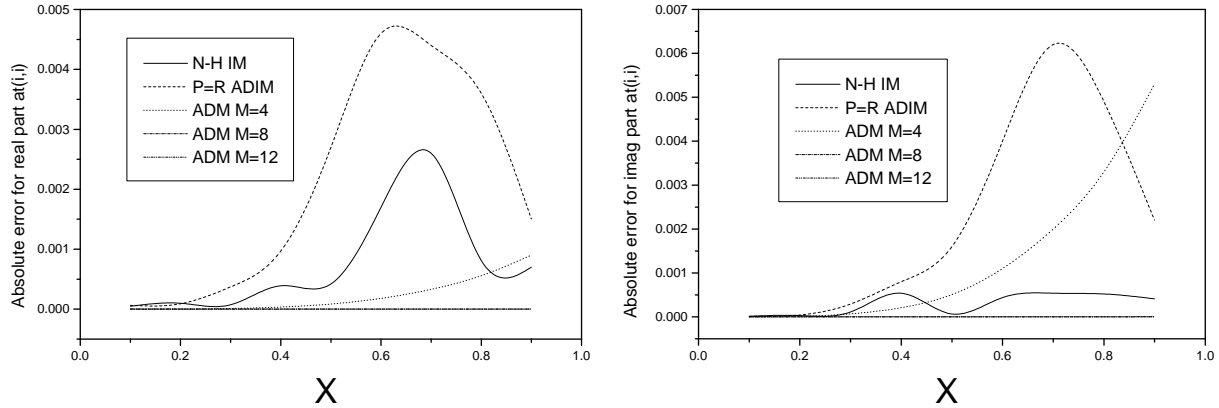 Absolute error for real part at(i,i)
0.005
0.004
0.003
0.002
0.001
0.000
N-H IM
P=R ADIM
ADM M=4
ADM M=8
ADM M=12
0.0 0.2 0.4 0.6 0.8 1.0
X
Absolute error for imag part at(i,i)
0.007
0.006
0.005
0.004
0.003
0.002
0.001
0.000
N-H IM
P=R ADIM
ADM M=4
ADM M=8
ADM M=12
0.0 0.2 0.4 0.6 0.8 1.0
X